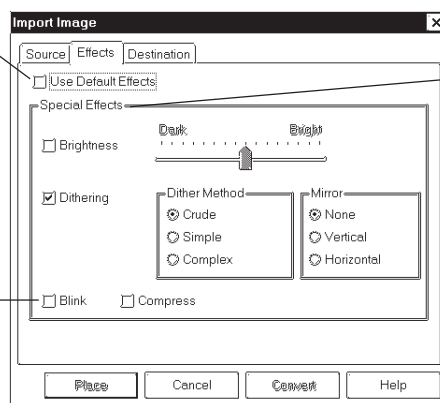 Import Image
Source Effects Destination
Use Default Effects
Special Effects
Dark Bright
Brightness
Dithering
Dither Method
Crude
Simple
Complex
Mirror
None
Vertical
Horizontal
Blink Compress
Place Cancel Convert Help